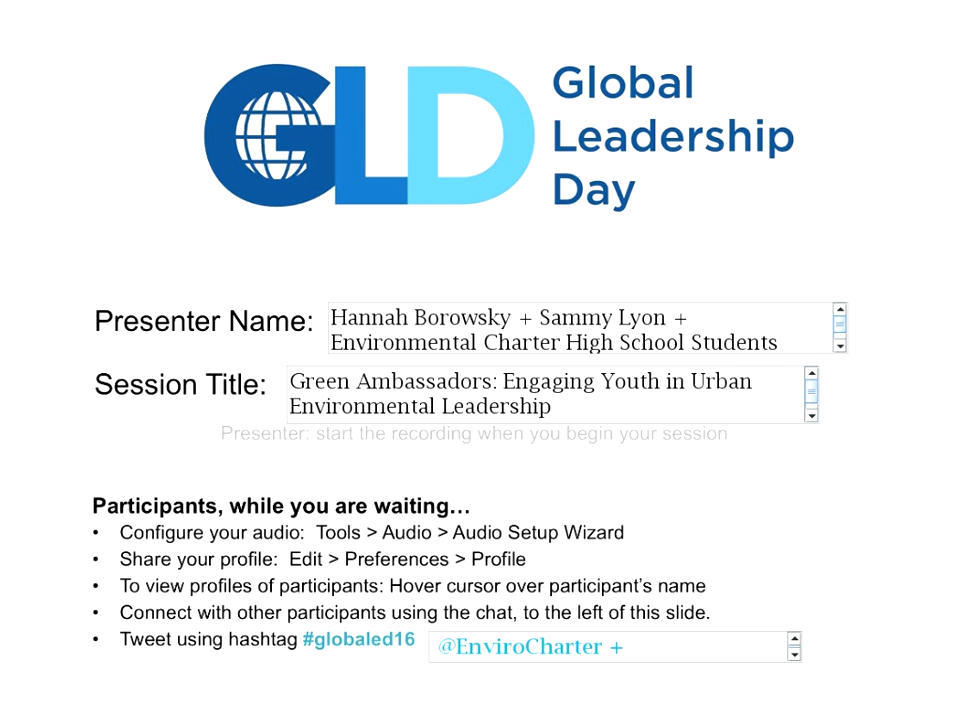 GLD
Global
Leadership
Day
Presenter Name:
Hannah Borowsky + Sammy Lyon +
Environmental Charter High School Students
Session Title:
Green Ambassadors: Engaging Youth in Urban
Environmental Leadership
Presenter: start the recording when you begin your session
Participants, while you are waiting…
• Configure your audio: Tools > Audio > Audio Setup Wizard
• Share your profile: Edit > Preferences > Profile
• To view profiles of participants: Hover cursor over participant’s name
• Connect with other participants using the chat, to the left of this slide.
• Tweet using hashtag #globaled16 @EnviroCharter +